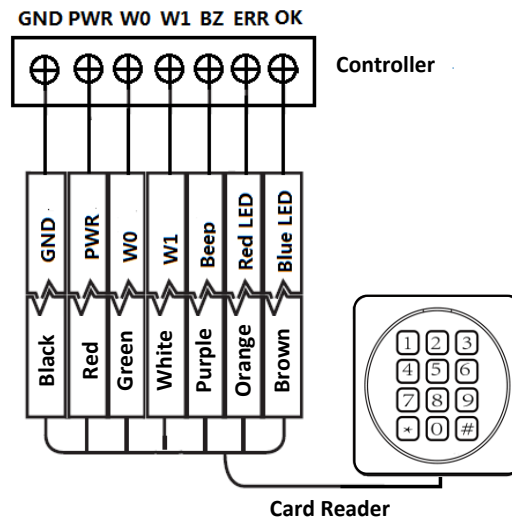 GND PWR W0 W1 BZ ERR OK
Controller
GND
PWR
W0
W1
Beep
Red LED
Blue LED
Black
Red
Green
White
Purple
Orange
Brown
1 2 3
4 5 6
7 8 9
* 0 #
Card Reader